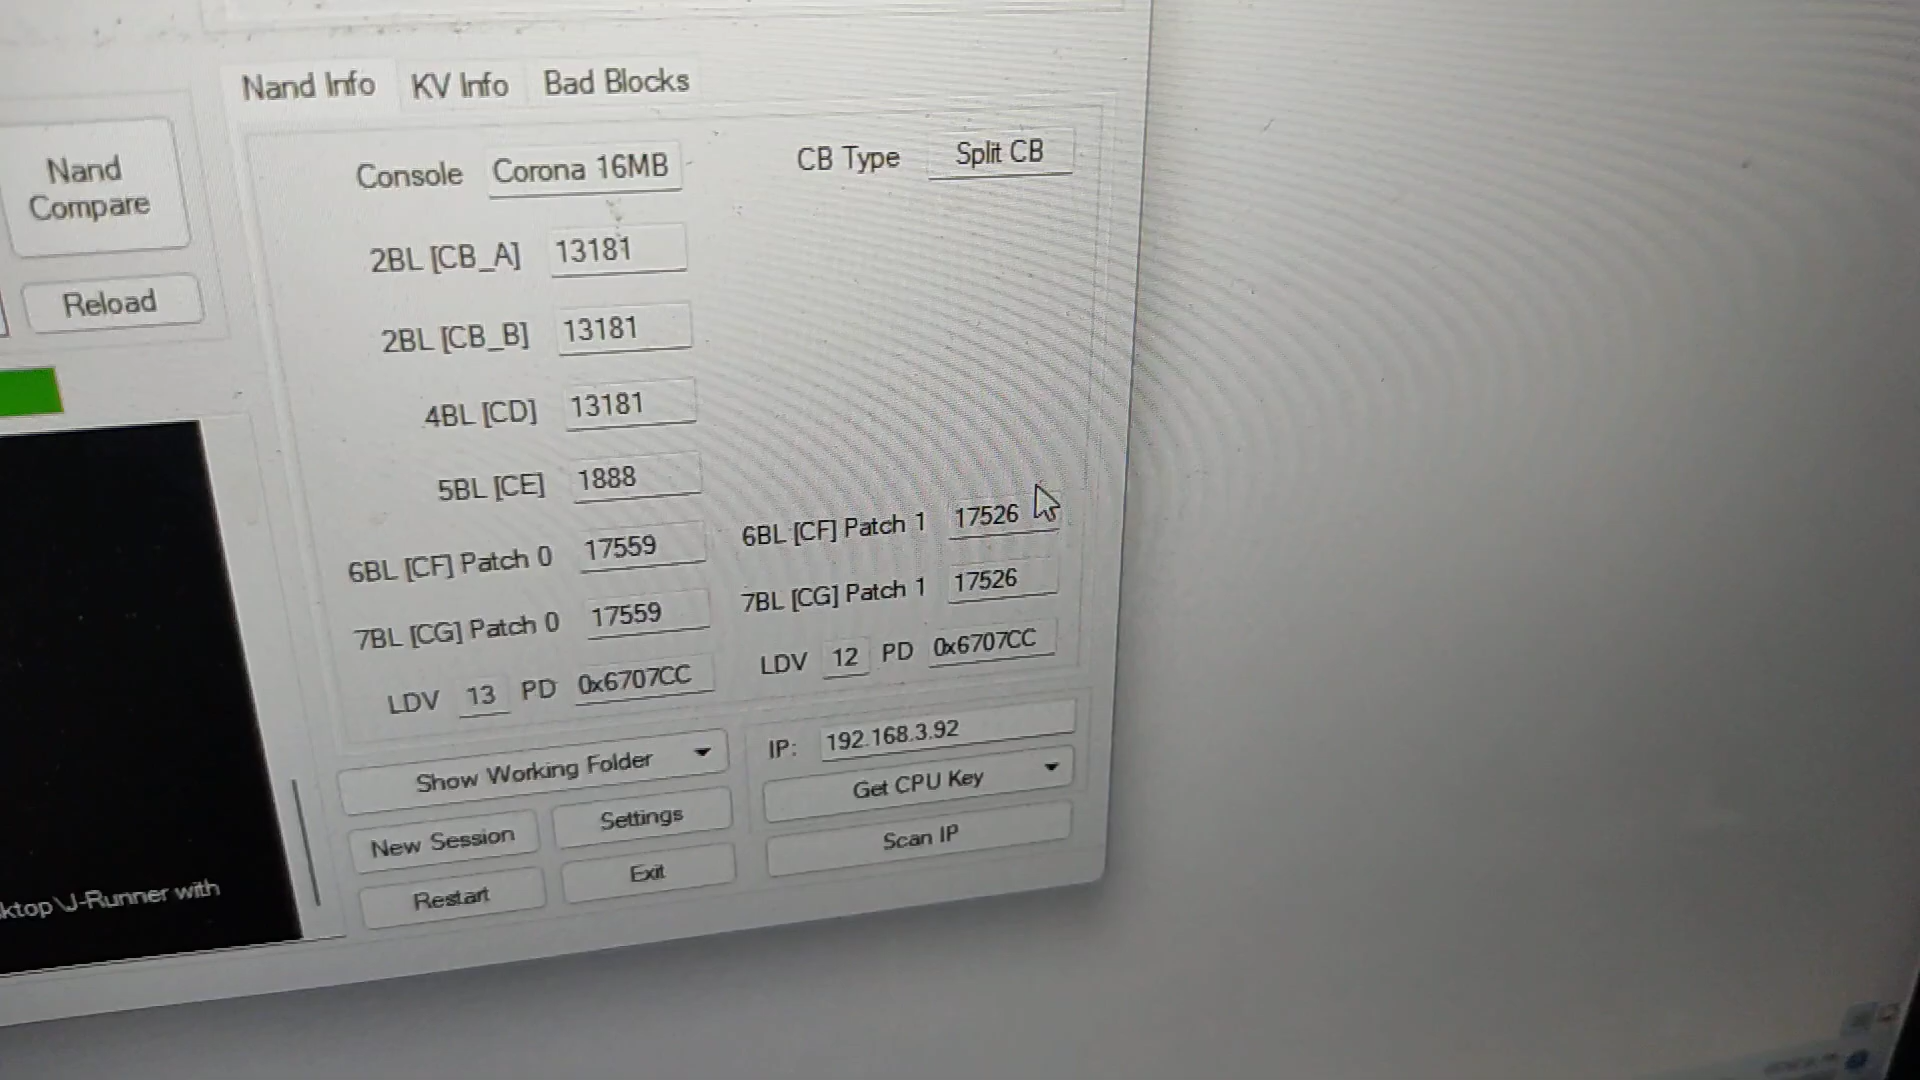 Nand Info KV Info Bad Blocks
Nand
Compare
Reload
Console Corona 16MB CB Type Split CB
2BL [CB_A] 13181
2BL [CB_B] 13181
4BL [CD] 13181
5BL [CE] 1888
6BL [CF] Patch 0 17559 6BL [CF] Patch 1 17526
7BL [CG] Patch 0 17559 7BL [CG] Patch 1 17526
LDV 13 PD 0x6707CC LDV 12 PD 0x6707CC
Show Working Folder IP: 192.168.3.92
Get CPU Key
New Session Settings
Scan IP
Restart Exit
ktop\J-Runner with